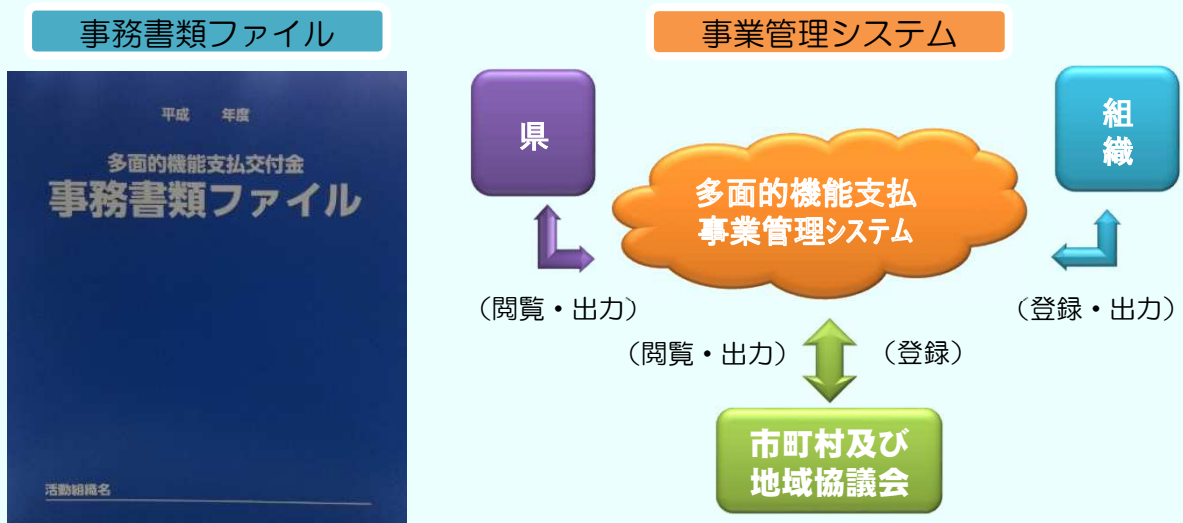 事務書類ファイル
平成　　年度
多面的機能支払交付金
事務書類ファイル
活動組織名
事業管理システム
県
組織
多面的機能支払
事業管理システム
（閲覧・出力）
（登録・出力）
（閲覧・出力）
（登録）
市町村及び
地域協議会